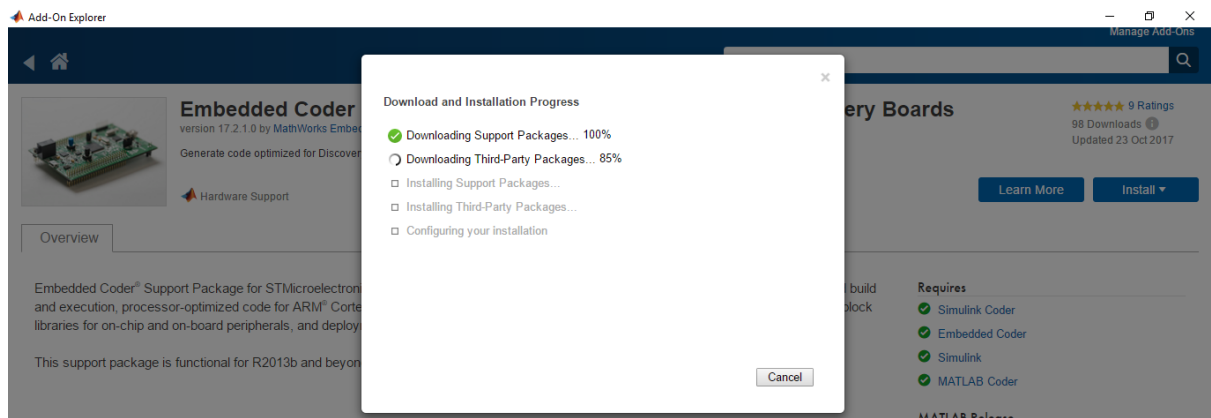 Add-On Explorer
Manage Add-Ons
Embedded Coder
ery Boards
version 17.2.1.0 by MathWorks Embe
Generate code optimized for Discover
Hardware Support
9 Ratings
98 Downloads
Updated 23 Oct 2017
Learn More
Install
Download and Installation Progress
Downloading Support Packages... 100%
Downloading Third-Party Packages... 85%
Installing Support Packages...
Installing Third-Party Packages...
Configuring your installation
Cancel
Overview
Embedded Coder® Support Package for STMicroelectroni
and execution, processor-optimized code for ARM® Corte
libraries for on-chip and on-board peripherals, and deploy
build
block
This support package is functional for R2013b and beyon
Requires
Simulink Coder
Embedded Coder
Simulink
MATLAB Coder
MATLAB Release